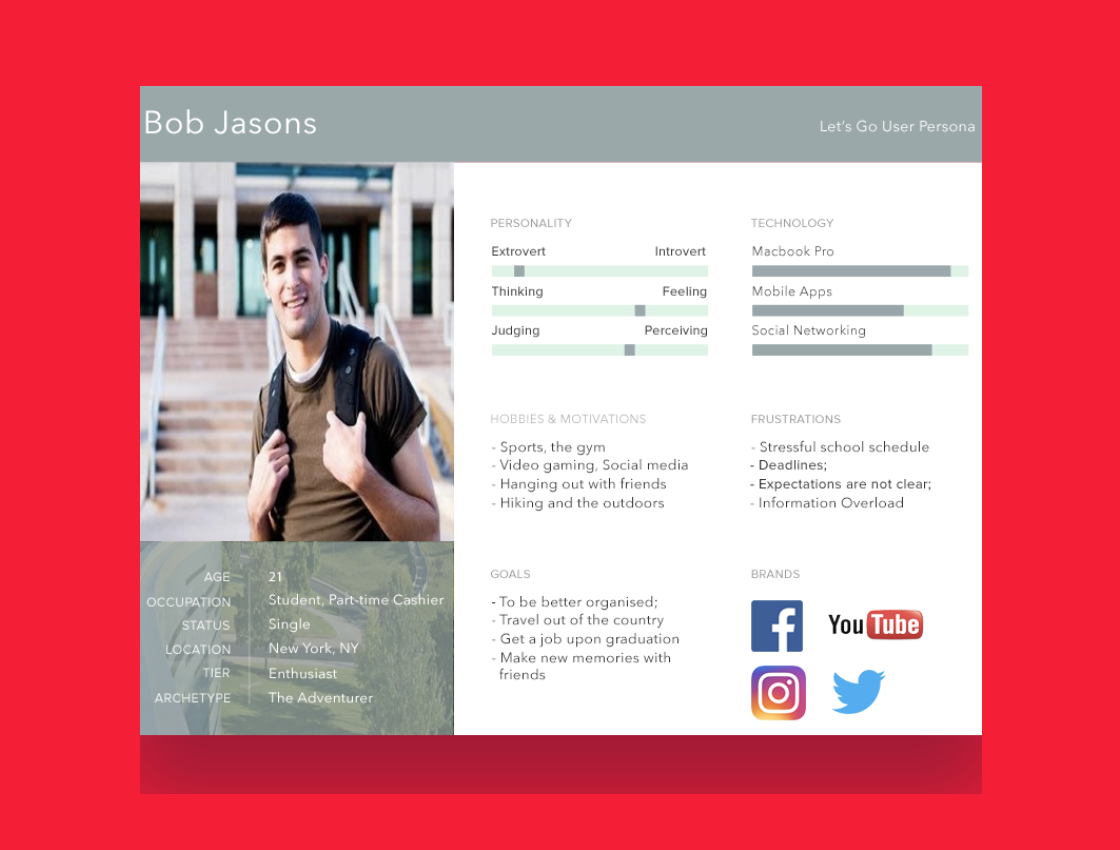 Bob Jasons
Let's Go User Persona
AGE 21
OCCUPATION Student, Part-time Cashier
STATUS Single
LOCATION New York, NY
TIER Enthusiast
ARCHETYPE The Adventurer
PERSONALITY
Extrovert Introvert
Thinking Feeling
Judging Perceiving
TECHNOLOGY
Macbook Pro
Mobile Apps
Social Networking
HOBBIES & MOTIVATIONS
- Sports, the gym
- Video gaming, Social media
- Hanging out with friends
- Hiking and the outdoors
FRUSTRATIONS
- Stressful school schedule
- Deadlines;
- Expectations are not clear;
- Information Overload
GOALS
- To be better organised;
- Travel out of the country
- Get a job upon graduation
- Make new memories with
friends
BRANDS
f
YouTube